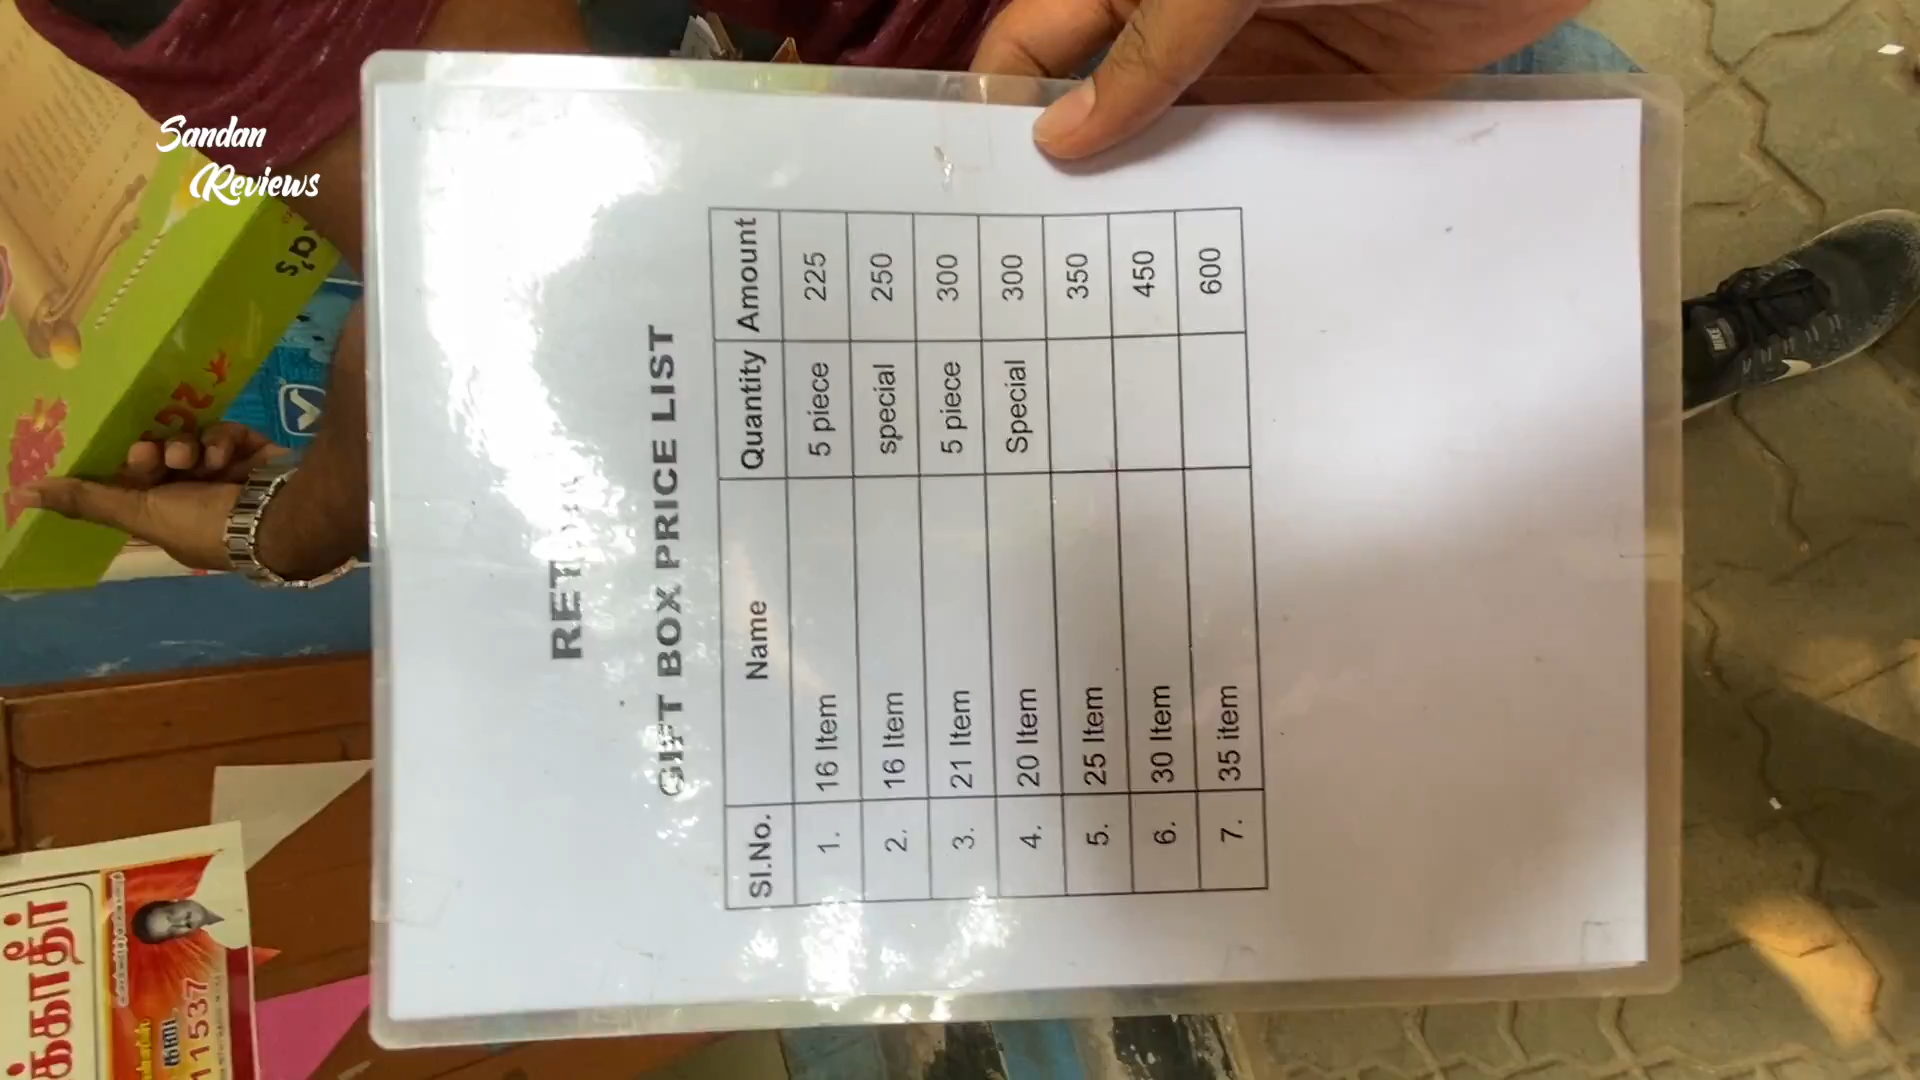 Sandan
Reviews
GIFT BOX PRICE LIST
Sl.No. Name Quantity Amount
1. 16 Item 5 piece 225
2. 16 Item special 250
3. 21 Item 5 piece 300
4. 20 Item Special 300
5. 25 Item 350
6. 30 Item 450
7. 35 item 600
11537